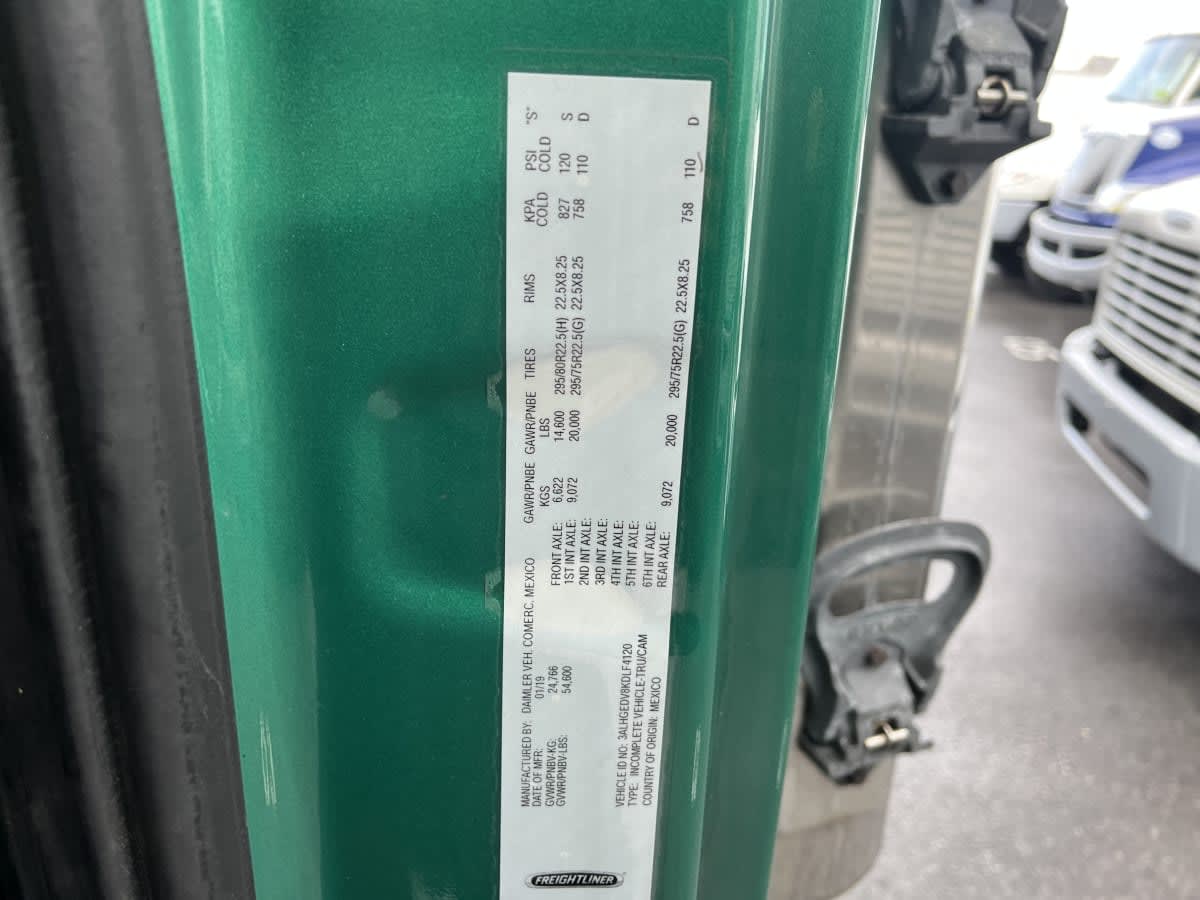 FREIGHTLINER
MANUFACTURED BY: DAIMLER VEH. COMERC. MEXICO
DATE OF MFR: 01/19
GVWR/PNBV-KG: 24,766
GVWR/PNBV-LBS: 54,600
VEHICLE ID NO: 3ALHGEDV8KDLF4120
TYPE: INCOMPLETE VEHICLE-TRU/CAM
COUNTRY OF ORIGIN: MEXICO
GAWR/PNBE GAWR/PNBE TIRES RIMS KPA PSI "S"
KGS LBS COLD COLD
FRONT AXLE: 6,622 14,600 295/80R22.5(H) 22.5X8.25 827 120 S
1ST INT AXLE: 9,072 20,000 295/75R22.5(G) 22.5X8.25 758 110 D
2ND INT AXLE:
3RD INT AXLE:
4TH INT AXLE:
5TH INT AXLE:
6TH INT AXLE:
REAR AXLE: 9,072 20,000 295/75R22.5(G) 22.5X8.25 758 110 D